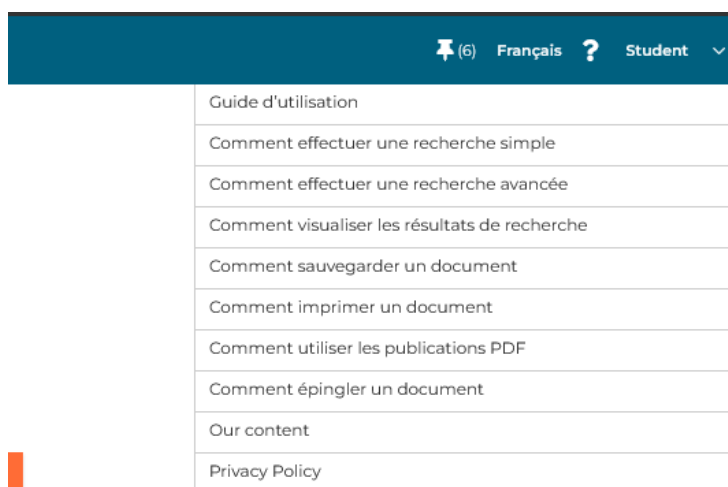 (6) Français ? Student
Guide d'utilisation
Comment effectuer une recherche simple
Comment effectuer une recherche avancée
Comment visualiser les résultats de recherche
Comment sauvegarder un document
Comment imprimer un document
Comment utiliser les publications PDF
Comment épingler un document
Our content
Privacy Policy